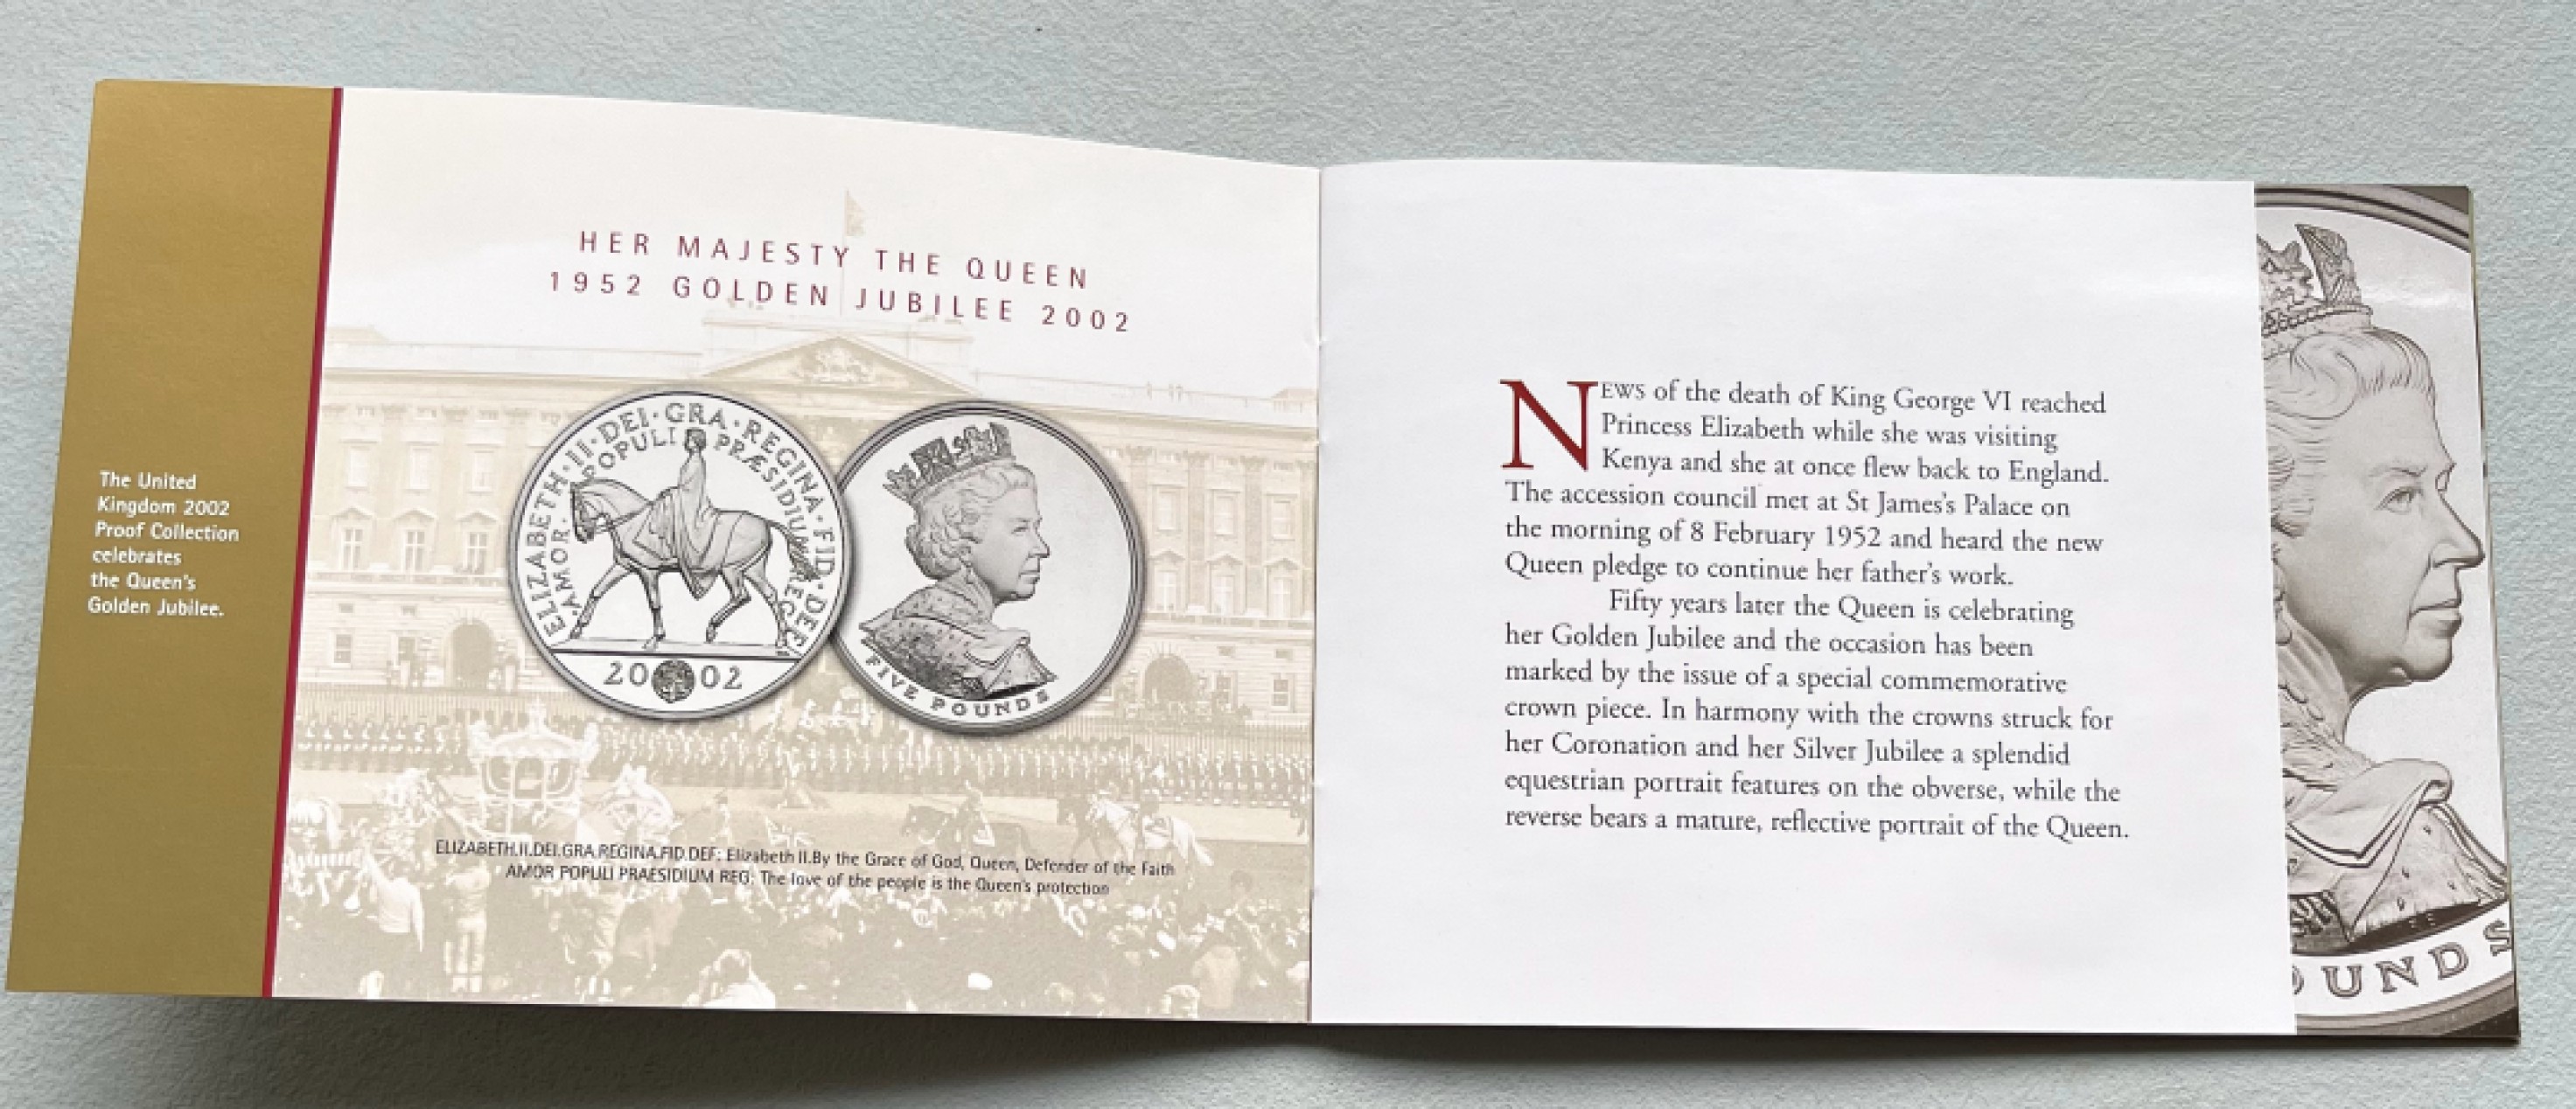 The United
Kingdom 2002
Proof Collection
celebrates
the Queen's
Golden Jubilee.
HER MAJESTY THE QUEEN
1952 GOLDEN JUBILEE 2002
ELIZABETH·II·DEI·GRA·REGINA·FID·DEF
AMOR·POPULI PRÆSIDIUM REG
2002
FIVE POUNDS
ELIZABETH.II.DEI.GRA.REGINA.FID.DEF: Elizabeth II.By the Grace of God, Queen, Defender of the Faith
AMOR POPULI PRAESIDIUM REG: The love of the people is the Queen's protection
NEWS of the death of King George VI reached
Princess Elizabeth while she was visiting
Kenya and she at once flew back to England.
The accession council met at St James's Palace on
the morning of 8 February 1952 and heard the new
Queen pledge to continue her father's work.
Fifty years later the Queen is celebrating
her Golden Jubilee and the occasion has been
marked by the issue of a special commemorative
crown piece. In harmony with the crowns struck for
her Coronation and her Silver Jubilee a splendid
equestrian portrait features on the obverse, while the
reverse bears a mature, reflective portrait of the Queen.
OUNDS